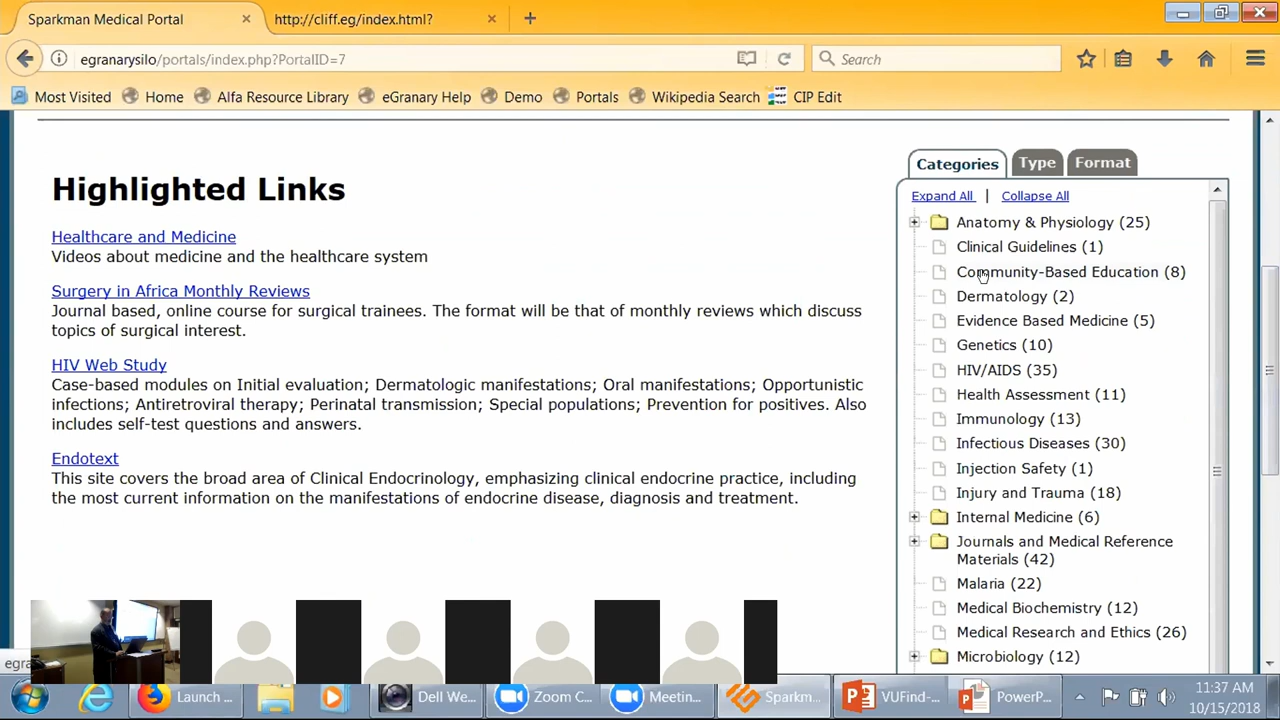 Sparkman Medical Portal
http://cliff.eg/index.html?
egranarysilo/portals/index.php?PortalID=7
Search
Most Visited
Home
Alfa Resource Library
eGranary Help
Demo
Portals
Wikipedia Search
CIP Edit
Highlighted Links
Healthcare and Medicine
Videos about medicine and the healthcare system
Surgery in Africa Monthly Reviews
Journal based, online course for surgical trainees. The format will be that of monthly reviews which discuss
topics of surgical interest.
HIV Web Study
Case-based modules on Initial evaluation; Dermatologic manifestations; Oral manifestations; Opportunistic
infections; Antiretroviral therapy; Perinatal transmission; Special populations; Prevention for positives. Also
includes self-test questions and answers.
Endotext
This site covers the broad area of Clinical Endocrinology, emphasizing clinical endocrine practice, including
the most current information on the manifestations of endocrine disease, diagnosis and treatment.
Categories
Type
Format
Expand All | Collapse All
Anatomy & Physiology (25)
Clinical Guidelines (1)
Community-Based Education (8)
Dermatology (2)
Evidence Based Medicine (5)
Genetics (10)
HIV/AIDS (35)
Health Assessment (11)
Immunology (13)
Infectious Diseases (30)
Injection Safety (1)
Injury and Trauma (18)
Internal Medicine (6)
Journals and Medical Reference
Materials (42)
Malaria (22)
Medical Biochemistry (12)
Medical Research and Ethics (26)
Microbiology (12)
egra
Launch ...
Dell We...
Zoom C...
Meetin...
Sparkm...
VUFind-...
PowerP...
11:37 AM
10/15/2018